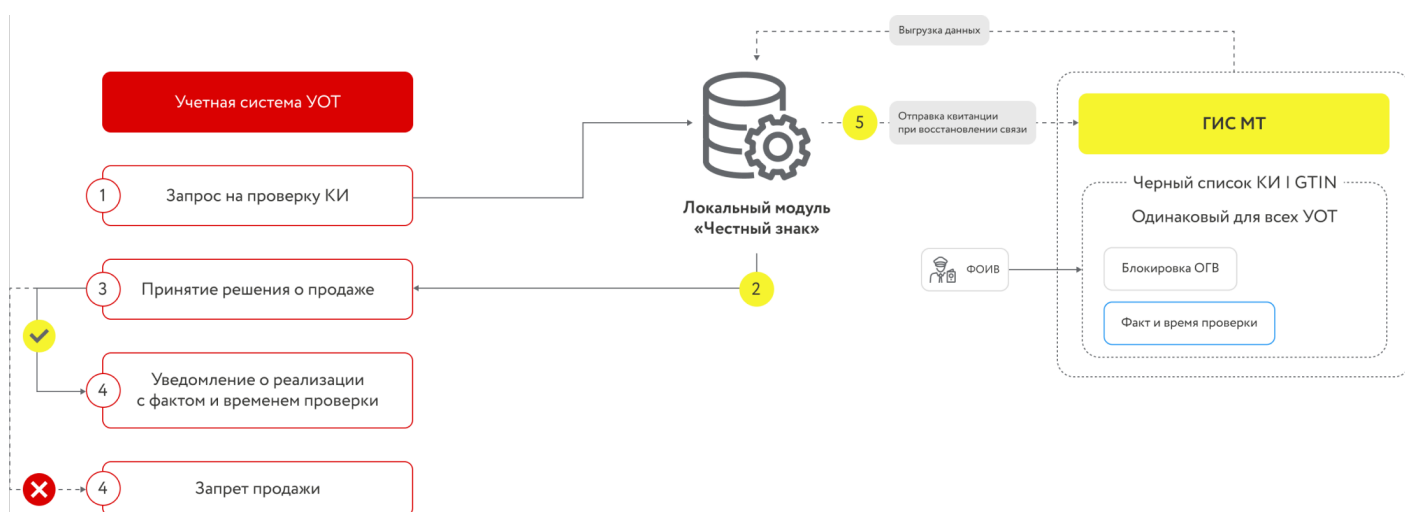 Выгрузка данных
Учетная система УОТ
5
Отправка квитанции
при восстановлении связи
ГИС МТ
1
Запрос на проверку КИ
Черный список КИ I GTIN
Одинаковый для всех УОТ
Локальный модуль
«Честный знак»
ФОИВ
Блокировка ОГВ
2
3
Принятие решения о продаже
Факт и время проверки
4
Уведомление о реализации
с фактом и временем проверки
4
Запрет продажи